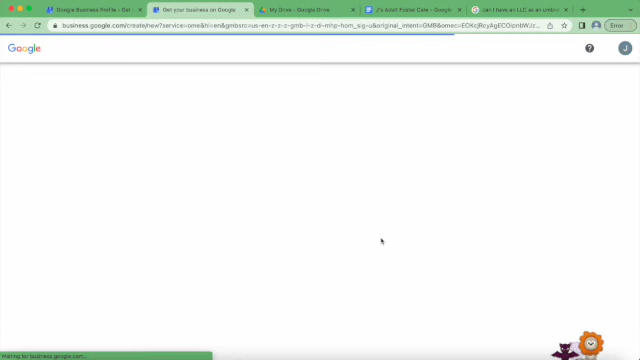 Google Business Profile - Get
Get your business on Google
My Drive - Google Drive
J's Adult Foster Care - Google
can I have an LLC as an umbre
business.google.com/create/new?service=ome&hl=en&gmbsrc=us-en-z-z-z-gmb-l-z-d-mhp-hom_sig-u&original_intent=GMB&omec=
Error
Google
J
Waiting for business.google.com...